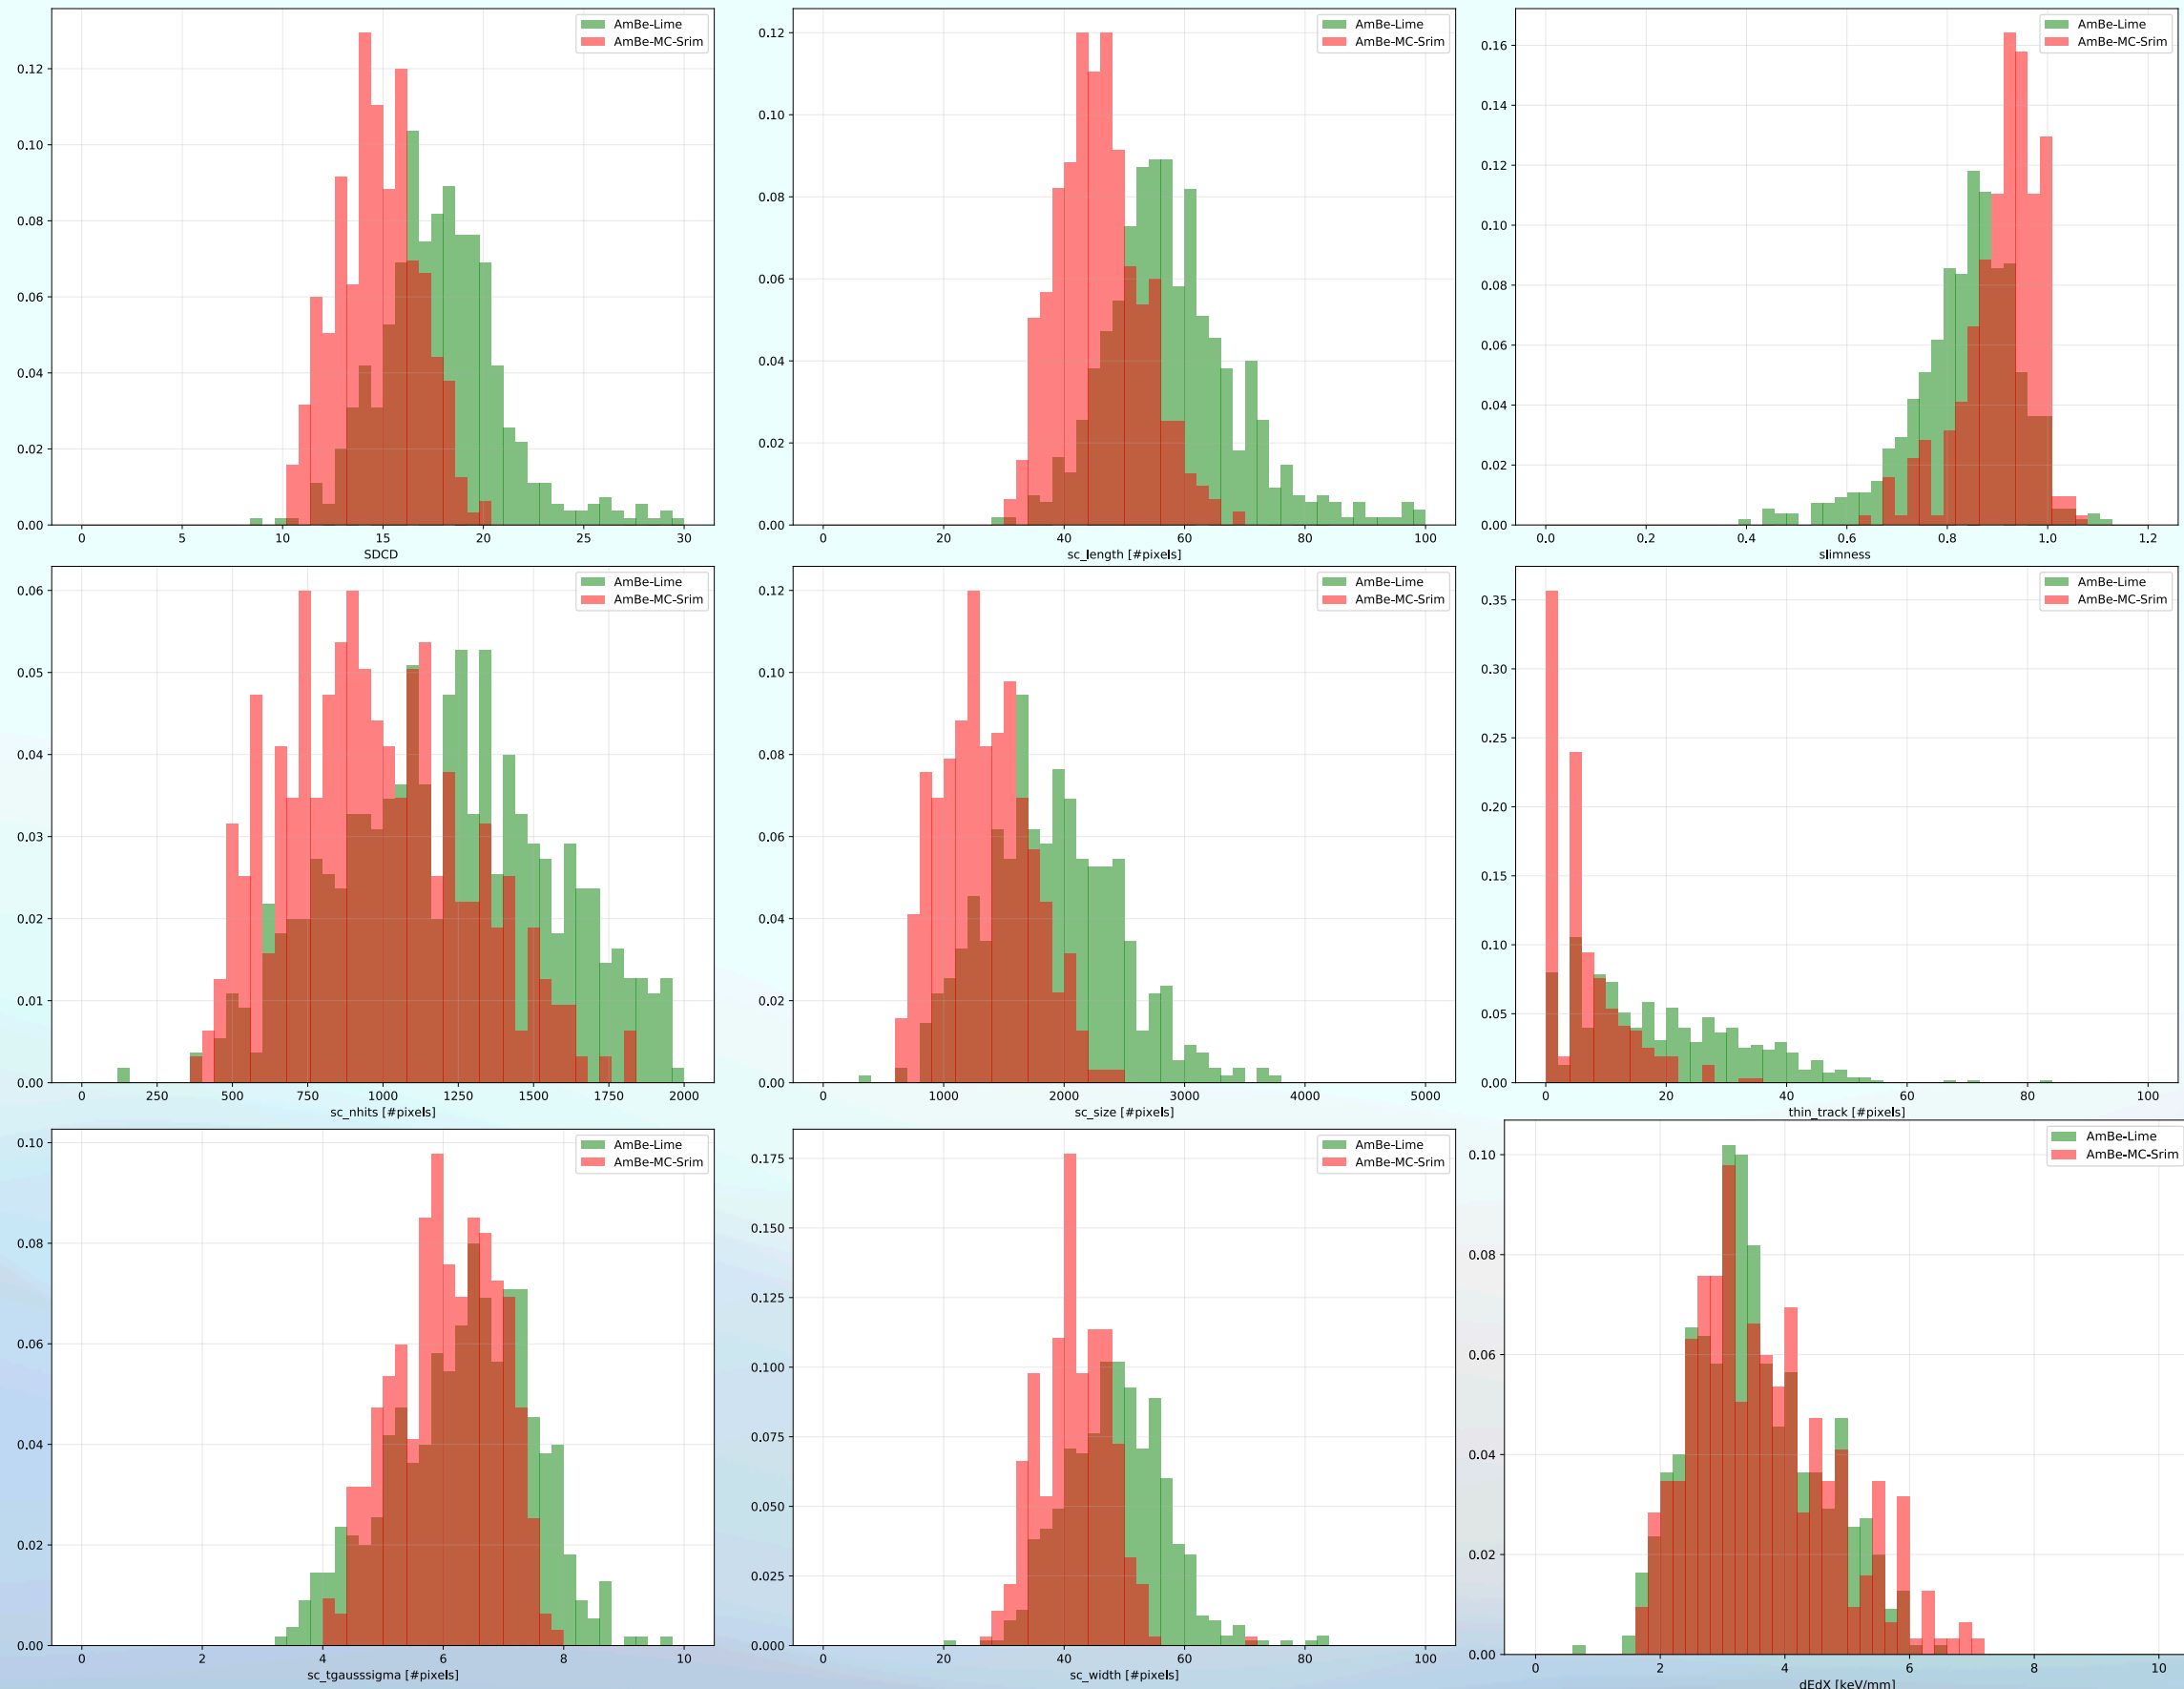 AmBe-Lime
AmBe-MC-Srim
0.12
0.10
0.08
0.06
0.04
0.02
0.00
0 5 10 15 20 25 30
SDCD
AmBe-Lime
AmBe-MC-Srim
0.12
0.10
0.08
0.06
0.04
0.02
0.00
0 20 40 60 80 100
sc_length [#pixels]
AmBe-Lime
AmBe-MC-Srim
0.16
0.14
0.12
0.10
0.08
0.06
0.04
0.02
0.00
0.0 0.2 0.4 0.6 0.8 1.0 1.2
slimness
AmBe-Lime
AmBe-MC-Srim
0.06
0.05
0.04
0.03
0.02
0.01
0.00
0 250 500 750 1000 1250 1500 1750 2000
sc_nhits [#pixels]
AmBe-Lime
AmBe-MC-Srim
0.12
0.10
0.08
0.06
0.04
0.02
0.00
0 1000 2000 3000 4000 5000
sc_size [#pixels]
AmBe-Lime
AmBe-MC-Srim
0.35
0.30
0.25
0.20
0.15
0.10
0.05
0.00
0 20 40 60 80 100
thin_track [#pixels]
AmBe-Lime
AmBe-MC-Srim
0.10
0.08
0.06
0.04
0.02
0.00
0 2 4 6 8 10
sc_tgausssigma [#pixels]
AmBe-Lime
AmBe-MC-Srim
0.175
0.150
0.125
0.100
0.075
0.050
0.025
0.000
0 20 40 60 80 100
sc_width [#pixels]
AmBe-Lime
AmBe-MC-Srim
0.10
0.08
0.06
0.04
0.02
0.00
0 2 4 6 8 10
dEdX [keV/mm]